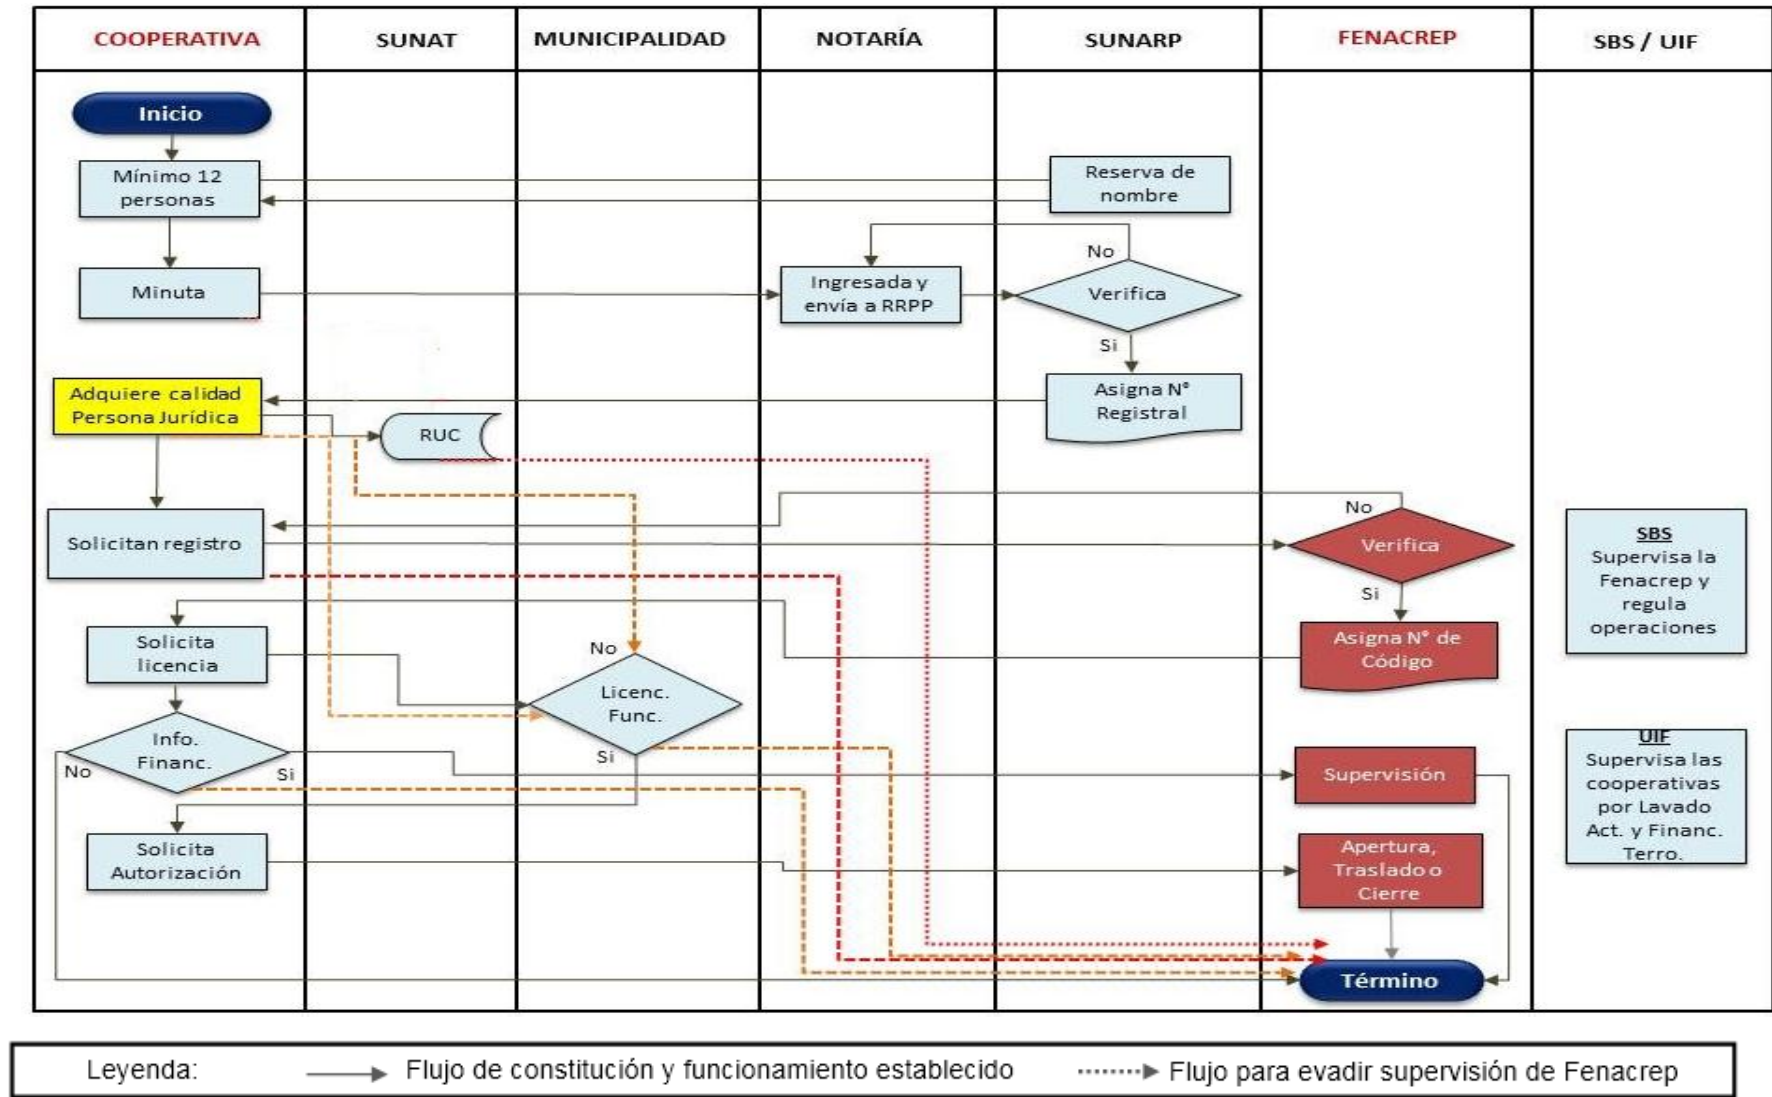 COOPERATIVA
SUNAT
MUNICIPALIDAD
NOTARÍA
SUNARP
FENACREP
SBS / UIF
Inicio
Mínimo 12
personas
Reserva de
nombre
No
Minuta
Ingresada y
envía a RRPP
Verifica
Si
Adquiere calidad
Persona Jurídica
Asigna N°
Registral
RUC
No
Solicitan registro
Verifica
SBS
Supervisa la
Fenacrep y
regula
operaciones
Si
Solicita
licencia
No
Asigna N° de
Código
Licenc.
Func.
Info.
Financ.
No
Si
Si
Supervisión
UIF
Supervisa las
cooperativas
por Lavado
Act. y Financ.
Terro.
Solicita
Autorización
Apertura,
Traslado o
Cierre
Término
Leyenda:
Flujo de constitución y funcionamiento establecido
Flujo para evadir supervisión de Fenacrep